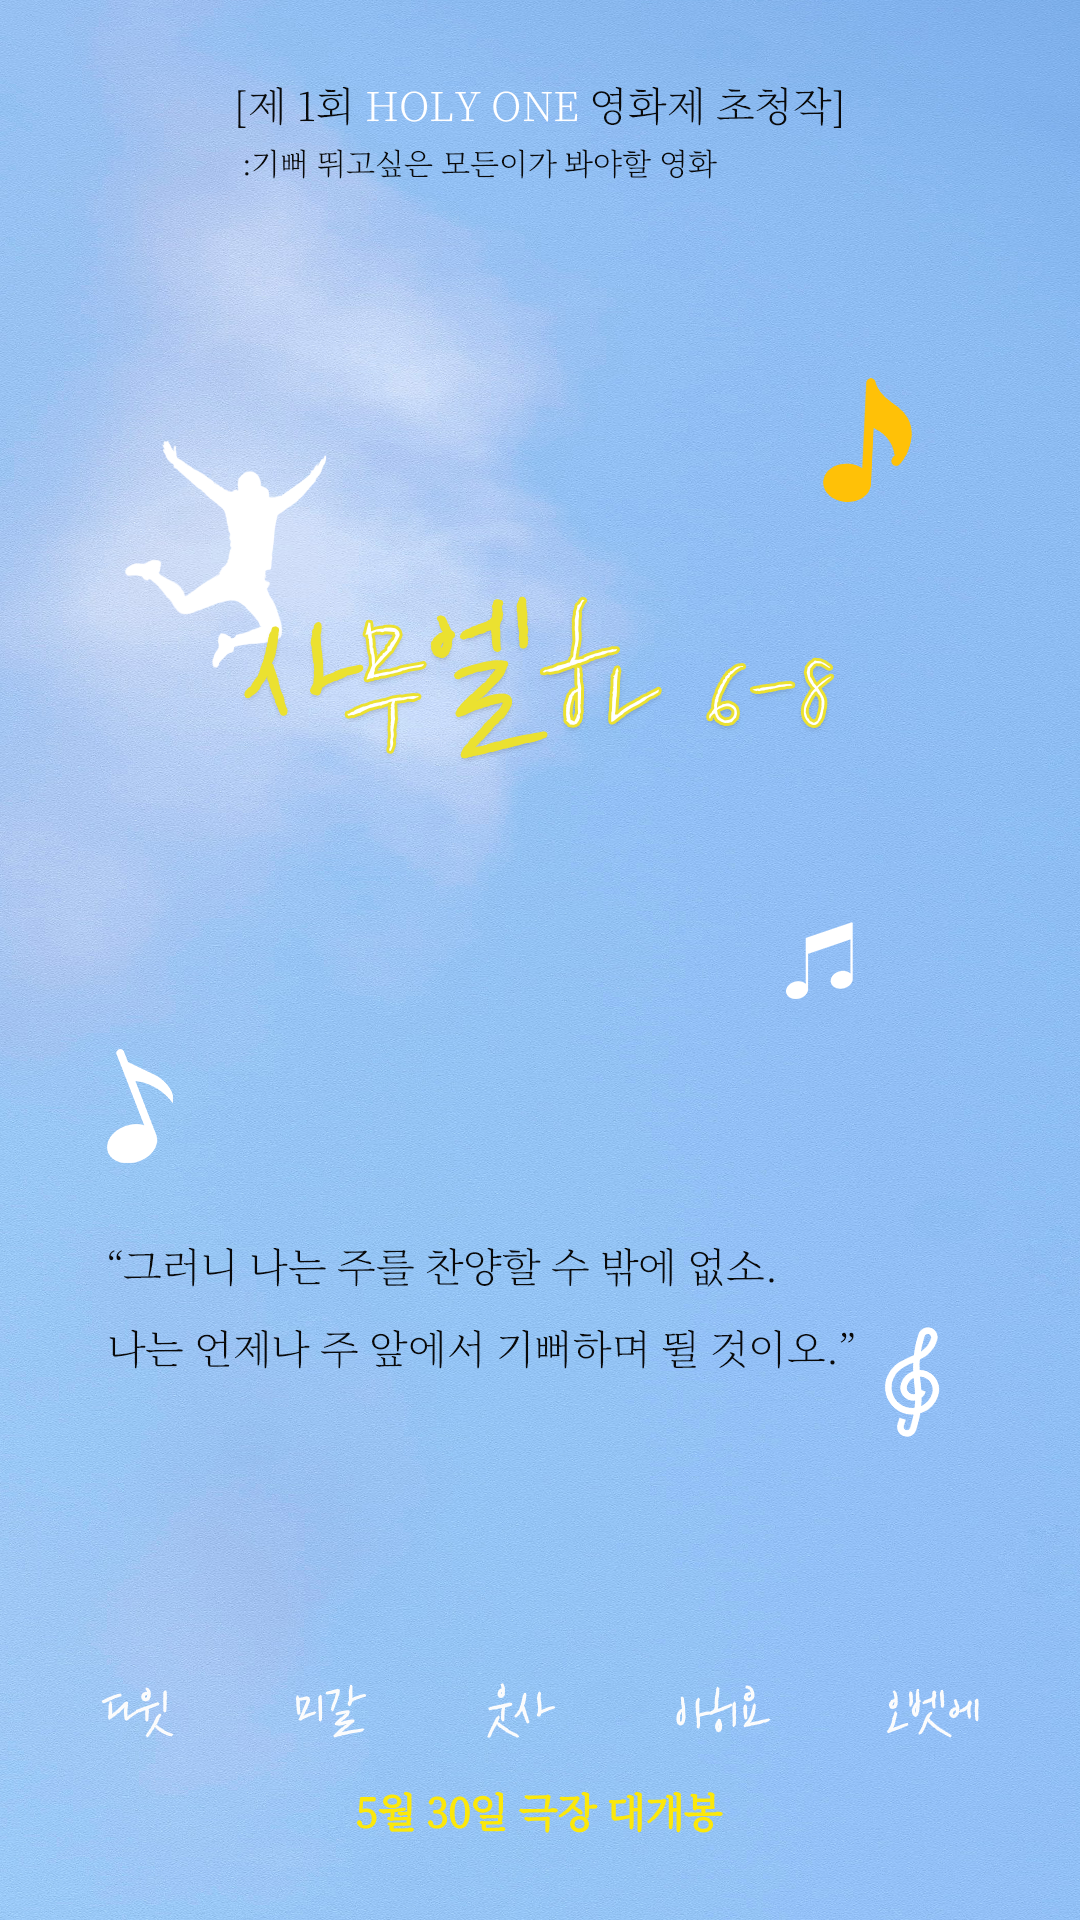 [제 1회 HOLY ONE 영화제 초청작]
:기뻐 뛰고싶은 모든이가 봐야할 영화
사무엘하 6-8
“그러니 나는 주를 찬양할 수 밖에 없소.
나는 언제나 주 앞에서 기뻐하며 뛸 것이오.”
다윗 미갈 웃사 아히요 오벳에
5월 30일 극장 대개봉